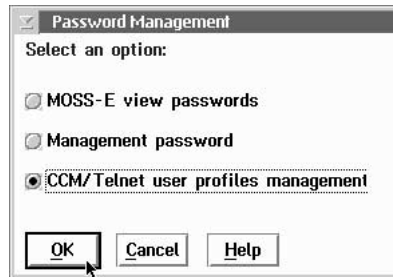 Password Management
Select an option:
MOSS-E view passwords
Management password
CCM/Telnet user profiles management
OK Cancel Help